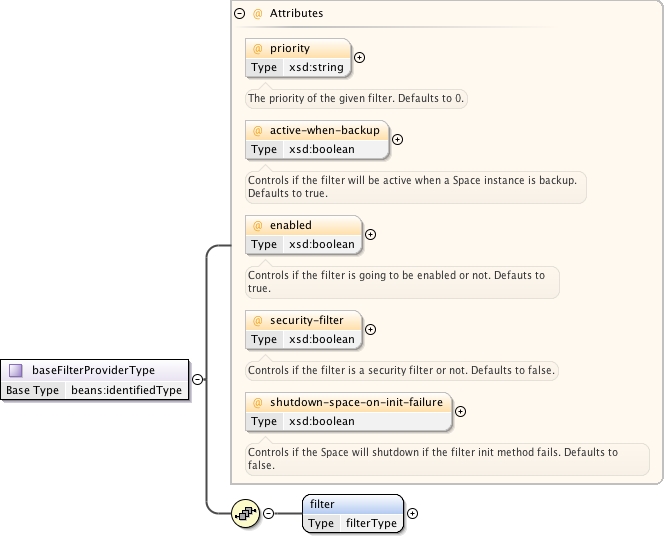 @ Attributes
@ priority
Type xsd:string
The priority of the given filter. Defaults to 0.
@ active-when-backup
Type xsd:boolean
Controls if the filter will be active when a Space instance is backup.
Defaults to true.
@ enabled
Type xsd:boolean
Controls if the filter is going to be enabled or not. Defauts to
true.
@ security-filter
Type xsd:boolean
Controls if the filter is a security filter or not. Defaults to false.
baseFilterProviderType
Base Type beans:identifiedType
@ shutdown-space-on-init-failure
Type xsd:boolean
Controls if the Space will shutdown if the filter init method fails. Defaults to
false.
filter
Type filterType